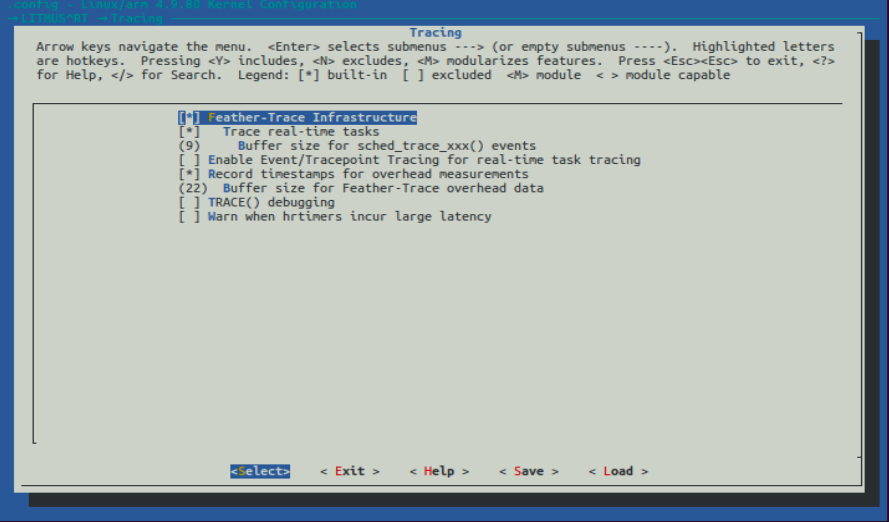 .config - Linux/arm 4.9.80 Kernel Configuration
→ LITMUS^RT → Tracing
Tracing
Arrow keys navigate the menu. <Enter> selects submenus ---> (or empty submenus ----). Highlighted letters
are hotkeys. Pressing <Y> includes, <N> excludes, <M> modularizes features. Press <Esc><Esc> to exit, <?>
for Help, </> for Search. Legend: [*] built-in [ ] excluded <M> module < > module capable
[*] Feather-Trace Infrastructure
[*] Trace real-time tasks
(9) Buffer size for sched_trace_xxx() events
[ ] Enable Event/Tracepoint Tracing for real-time task tracing
[*] Record timestamps for overhead measurements
(22) Buffer size for Feather-Trace overhead data
[ ] TRACE() debugging
[ ] Warn when hrtimers incur large latency
<Select> < Exit > < Help > < Save > < Load >